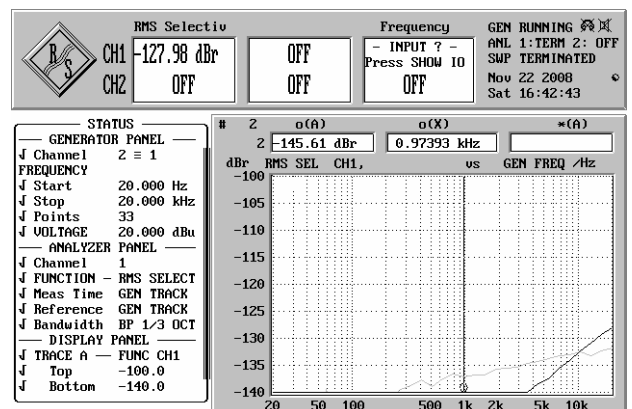 RMS Selectiv
Frequency
GEN RUNNING
R/S
CH1 -127.98 dBr
OFF
- INPUT ? -
Press SHOW IO
ANL 1:TERM 2: OFF
SWP TERMINATED
CH2
OFF
OFF
OFF
Nov 22 2008
Sat 16:42:43
STATUS
GENERATOR PANEL
Channel 2 ≡ 1
FREQUENCY
Start 20.000 Hz
Stop 20.000 kHz
Points 33
VOLTAGE 20.000 dBu
ANALYZER PANEL
Channel 1
FUNCTION - RMS SELECT
Meas Time GEN TRACK
Reference GEN TRACK
Bandwidth BP 1/3 OCT
DISPLAY PANEL
TRACE A — FUNC CH1
Top -100.0
Bottom -140.0
# 2 o(A) o(X) *(A)
2 -145.61 dBr 0.97393 kHz
dBr RMS SEL CH1, vs GEN FREQ /Hz
-100
-105
-110
-115
-120
-125
-130
-135
-140
20 50 100 500 1k 2k 5k 10k